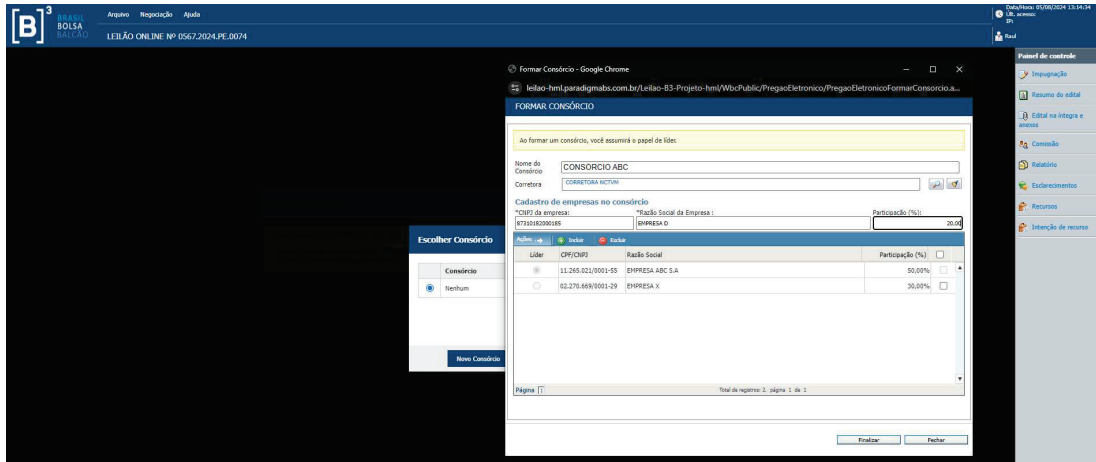 [B]³ BRASIL BOLSA BALCÃO
Arquivo Negociação Ajuda
Data/Hora: 05/08/2024 13:14:34
Últ. acesso:
IP:
LEILÃO ONLINE Nº 0567.2024.PE.0074
Raul
Painel de controle
Impugnação
Resumo do edital
Edital na íntegra e anexos
Comissão
Relatório
Esclarecimentos
Recursos
Intenção de recurso
Escolher Consórcio
Consórcio
Nenhum
Novo Consórcio
Formar Consórcio - Google Chrome
leilao-hml.paradigmabs.com.br/Leilao-B3-Projeto-hml/WbcPublic/PregaoEletronico/PregaoEletronicoFormarConsorcio.a...
FORMAR CONSÓRCIO
Ao formar um consórcio, você assumirá o papel de líder.
Nome do Consórcio CONSÓRCIO ABC
Corretora CORRETORA NCTVM
Cadastro de empresas no consórcio
*CNPJ da empresa: *Razão Social da Empresa : Participação (%):
87310182000185 EMPRESA D 20.00
Ações Incluir Excluir
Líder CPF/CNPJ Razão Social Participação (%)
11.265.021/0001-55 EMPRESA ABC S.A 50,00%
02.270.669/0001-29 EMPRESA X 30,00%
Página 1 Total de registros: 2. página 1 de 1
Finalizar Fechar